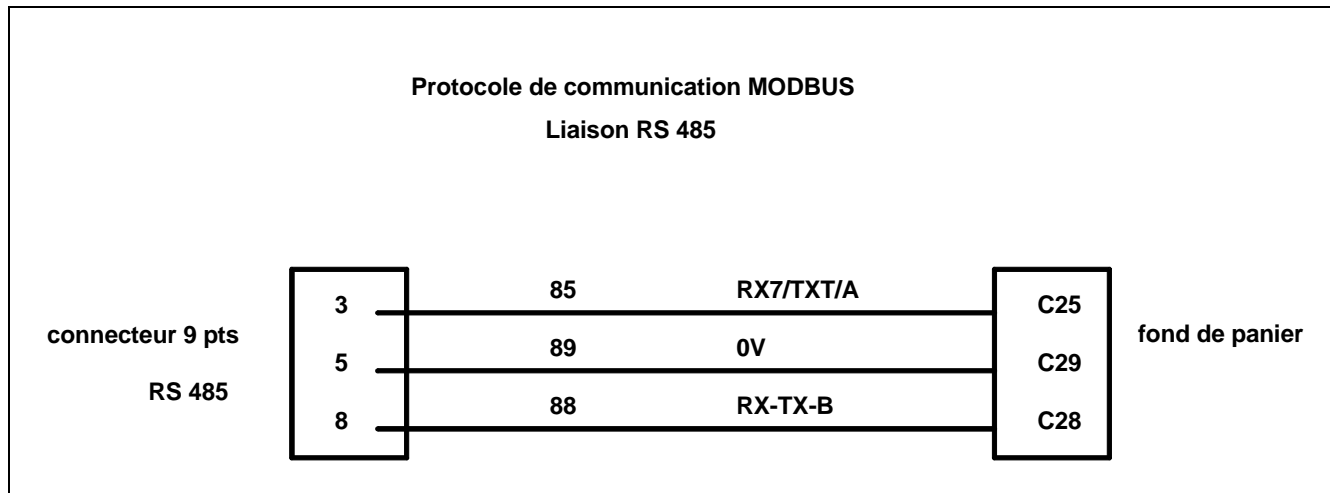 Protocole de communication MODBUS
Liaison RS 485
3 85 RX7/TXT/A C25
connecteur 9 pts fond de panier
5 89 0V C29
RS 485
8 88 RX-TX-B C28